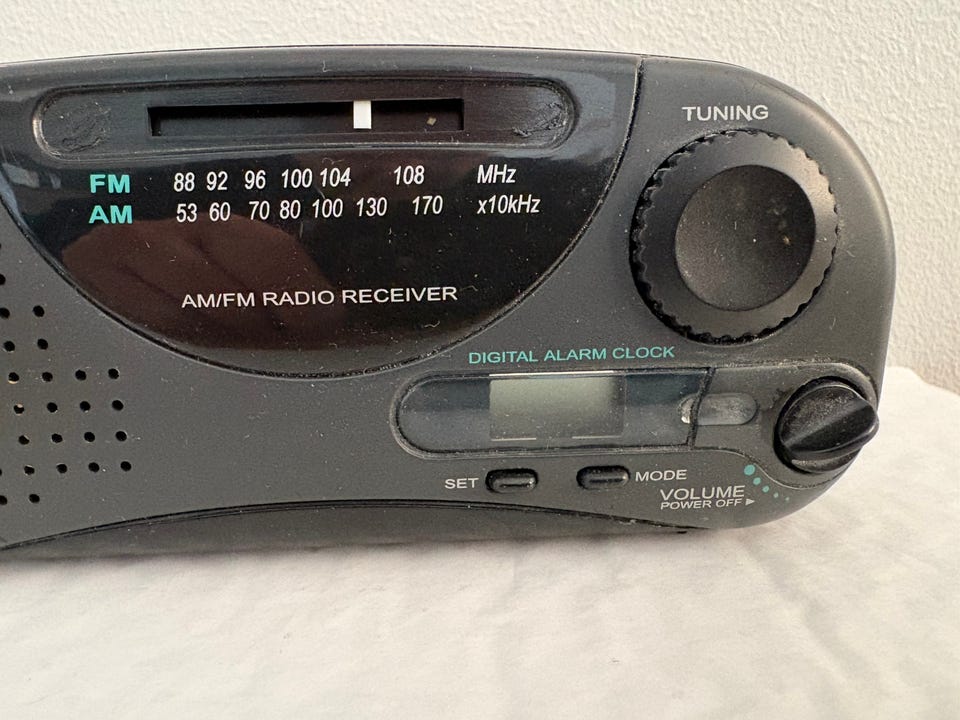 TUNING
FM 88 92 96 100 104 108 MHz
AM 53 60 70 80 100 130 170 x10kHz
AM/FM RADIO RECEIVER
DIGITAL ALARM CLOCK
SET MODE
VOLUME
POWER OFF ▶